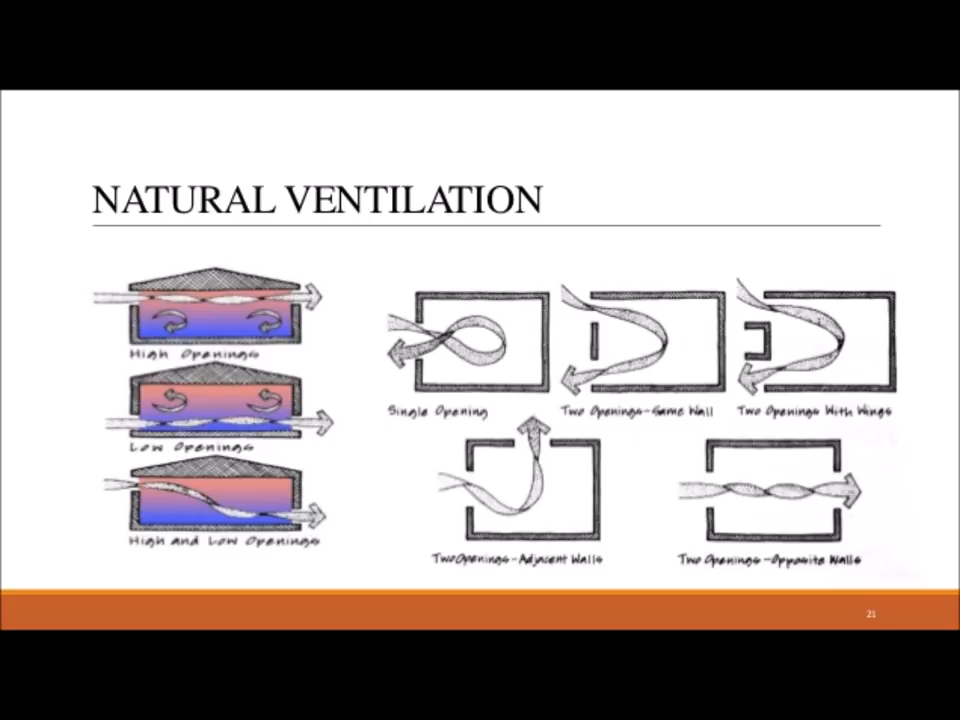 NATURAL VENTILATION
High Openings
Low Openings
High and Low Openings
Single Opening
Two Openings-Same Wall
Two Openings With Wings
Two Openings-Adjacent Walls
Two Openings-Opposite Walls
21